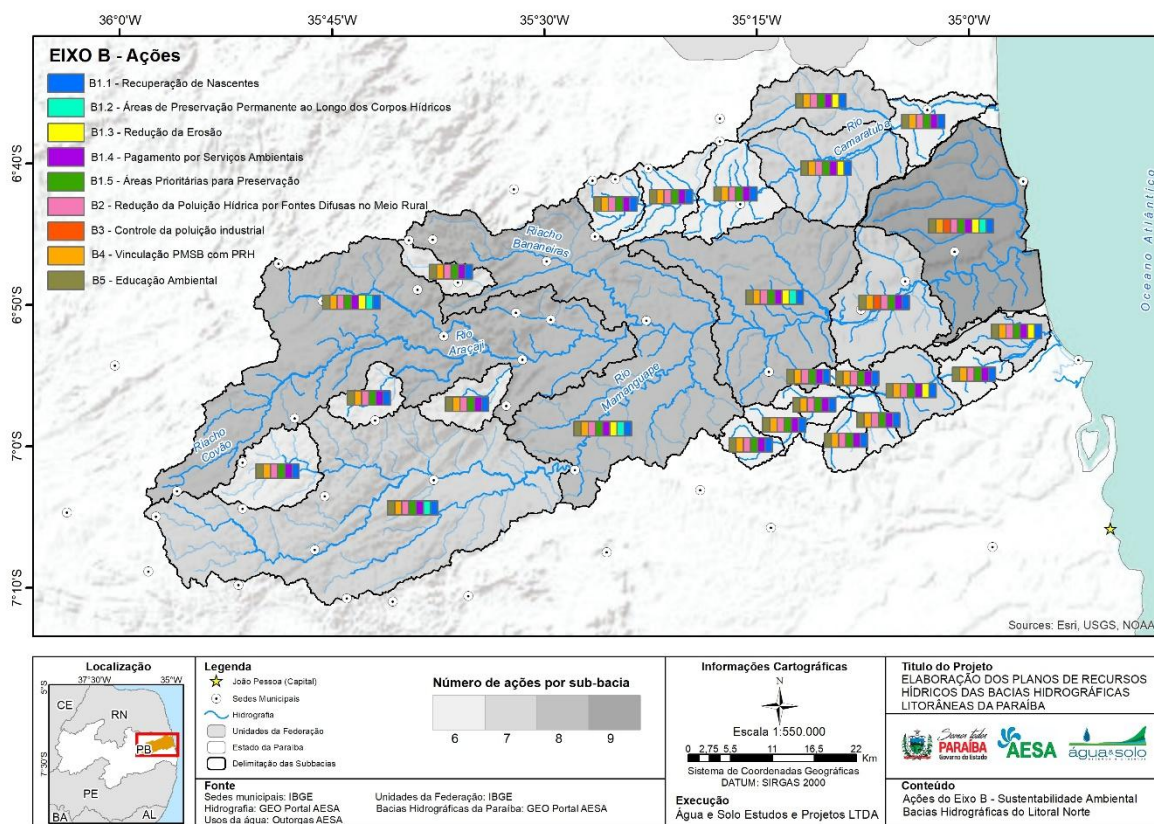 36°0'W
35°45'W
35°30'W
35°15'W
35°0'W
EIXO B - Ações
B1.1 - Recuperação de Nascentes
B1.2 - Áreas de Preservação Permanente ao Longo dos Corpos Hídricos
B1.3 - Redução da Erosão
B1.4 - Pagamento por Serviços Ambientais
B1.5 - Áreas Prioritárias para Preservação
B2 - Redução da Poluição Hídrica por Fontes Difusas no Meio Rural
B3 - Controle da poluição industrial
B4 - Vinculação PMSB com PRH
B5 - Educação Ambiental
6°40'S
6°50'S
7°0'S
7°10'S
Rio
Camaratuba
Riacho
Bananeiras
Rio
Araçaji
Rio
Mamanguape
Riacho
Covão
Oceano Atlântico
Sources: Esri, USGS, NOAA
Localização
37°30'W
35°W
5°S
7°30'S
CE
RN
PB
PE
BA
AL
Legenda
João Pessoa (Capital)
Sedes Municipais
Hidrografia
Unidades da Federação
Estado da Paraíba
Delimitação das Subbacias
Número de ações por sub-bacia
6
7
8
9
Fonte
Sedes municipais: IBGE
Hidrografia: GEO Portal AESA
Usos da água: Outorgas AESA
Unidades da Federação: IBGE
Bacias Hidrográficas da Paraíba: GEO Portal AESA
Informações Cartográficas
N
Escala 1:550.000
0 2,75 5,5 11 16,5 22
Km
Sistema de Coordenadas Geográficas
DATUM: SIRGAS 2000
Execução
Água e Solo Estudos e Projetos LTDA
Titulo do Projeto
ELABORAÇÃO DOS PLANOS DE RECURSOS
HÍDRICOS DAS BACIAS HIDROGRÁFICAS
LITORÂNEAS DA PARAÍBA
Somos todos
PARAÍBA
Governo do Estado
AESA
água&solo
Conteúdo
Ações do Eixo B - Sustentabilidade Ambiental
Bacias Hidrográficas do Litoral Norte